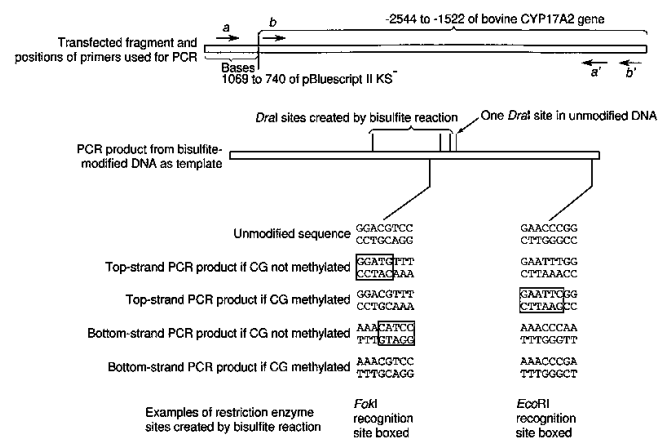 -2544 to -1522 of bovine CYP17A2 gene
a b
Transfected fragment and
positions of primers used for PCR
Bases
1069 to 740 of pBluescript II KS-
a' b'
DraI sites created by bisulfite reaction
One DraI site in unmodified DNA
PCR product from bisulfite-
modified DNA as template
Unmodified sequence
GGACGTCC GAACCCGG
CCTGCAGG CTTGGGCC
Top-strand PCR product if CG not methylated
GGATGTTT GAATTTGG
CCTACAAA CTTAAACC
Top-strand PCR product if CG methylated
GGACGTTT GAATTCGG
CCTGCAAA CTTAAGCC
Bottom-strand PCR product if CG not methylated
AAACATCC AAACCCAA
TTTGTAGG TTTGGGTT
Bottom-strand PCR product if CG methylated
AAACGTCC AAACCCGA
TTTGCAGG TTTGGGCT
Examples of restriction enzyme
sites created by bisulfite reaction
FokI
recognition
site boxed
EcoRI
recognition
site boxed